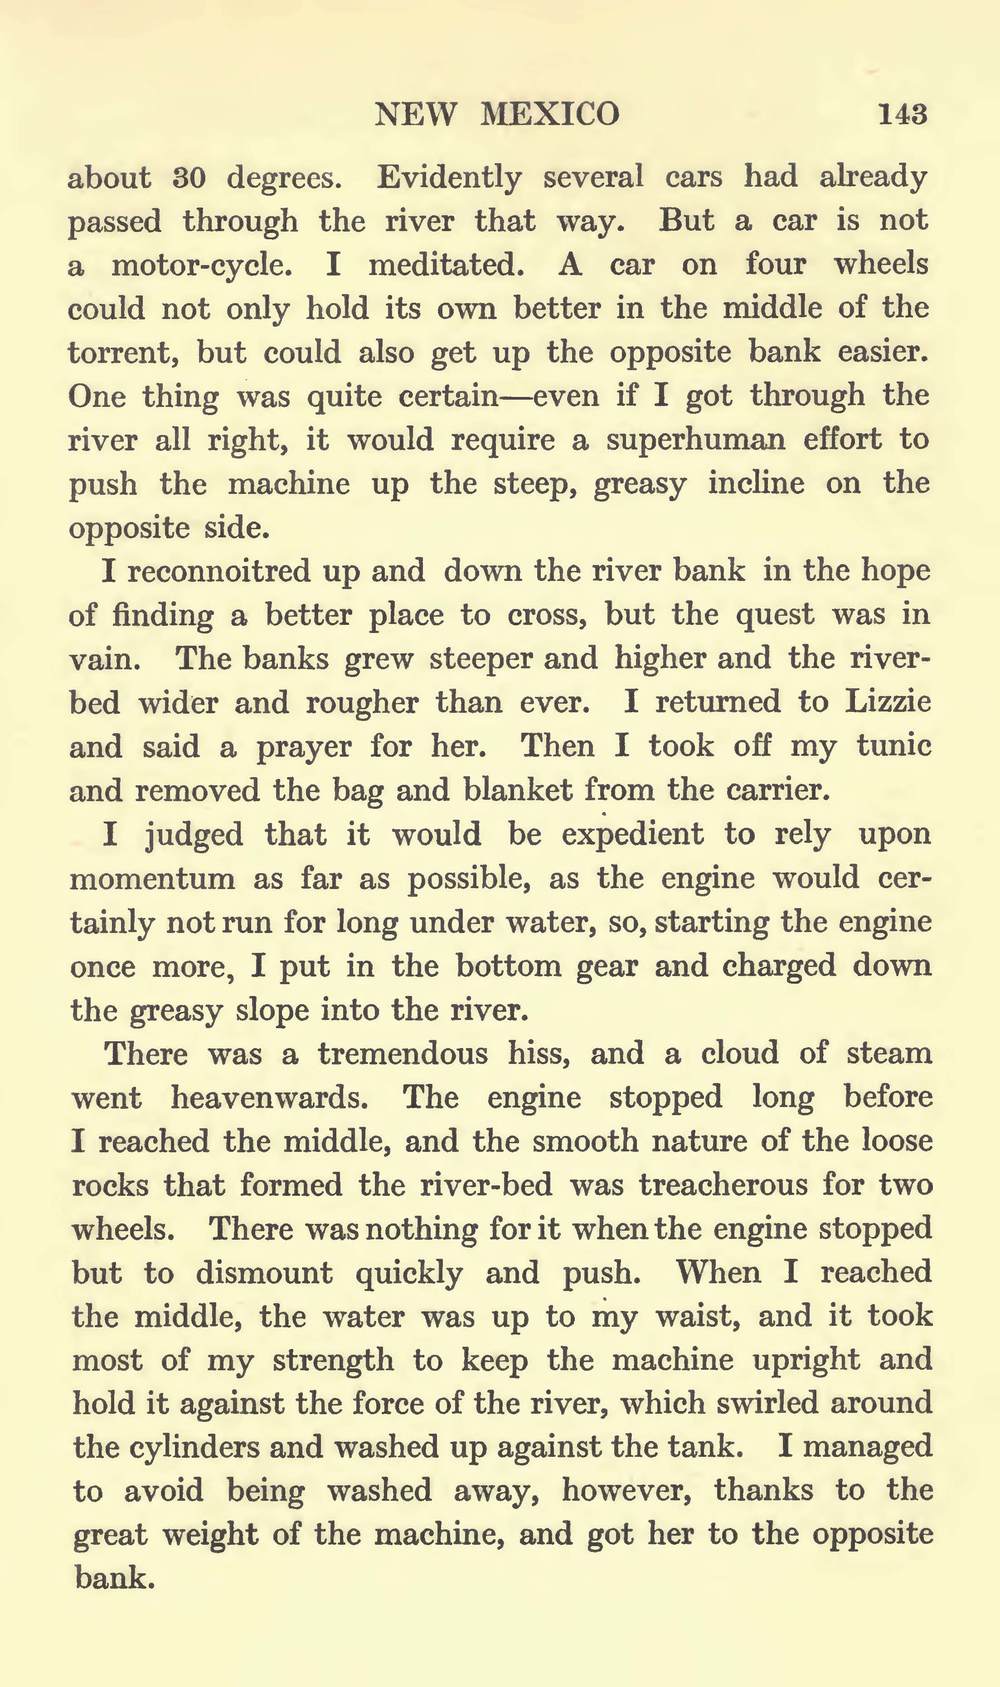 NEW MEXICO 143
about 30 degrees. Evidently several cars had already
passed through the river that way. But a car is not
a motor-cycle. I meditated. A car on four wheels
could not only hold its own better in the middle of the
torrent, but could also get up the opposite bank easier.
One thing was quite certain—even if I got through the
river all right, it would require a superhuman effort to
push the machine up the steep, greasy incline on the
opposite side.
I reconnoitred up and down the river bank in the hope
of finding a better place to cross, but the quest was in
vain. The banks grew steeper and higher and the river-
bed wider and rougher than ever. I returned to Lizzie
and said a prayer for her. Then I took off my tunic
and removed the bag and blanket from the carrier.
I judged that it would be expedient to rely upon
momentum as far as possible, as the engine would cer-
tainly not run for long under water, so, starting the engine
once more, I put in the bottom gear and charged down
the greasy slope into the river.
There was a tremendous hiss, and a cloud of steam
went heavenwards. The engine stopped long before
I reached the middle, and the smooth nature of the loose
rocks that formed the river-bed was treacherous for two
wheels. There was nothing for it when the engine stopped
but to dismount quickly and push. When I reached
the middle, the water was up to my waist, and it took
most of my strength to keep the machine upright and
hold it against the force of the river, which swirled around
the cylinders and washed up against the tank. I managed
to avoid being washed away, however, thanks to the
great weight of the machine, and got her to the opposite
bank.